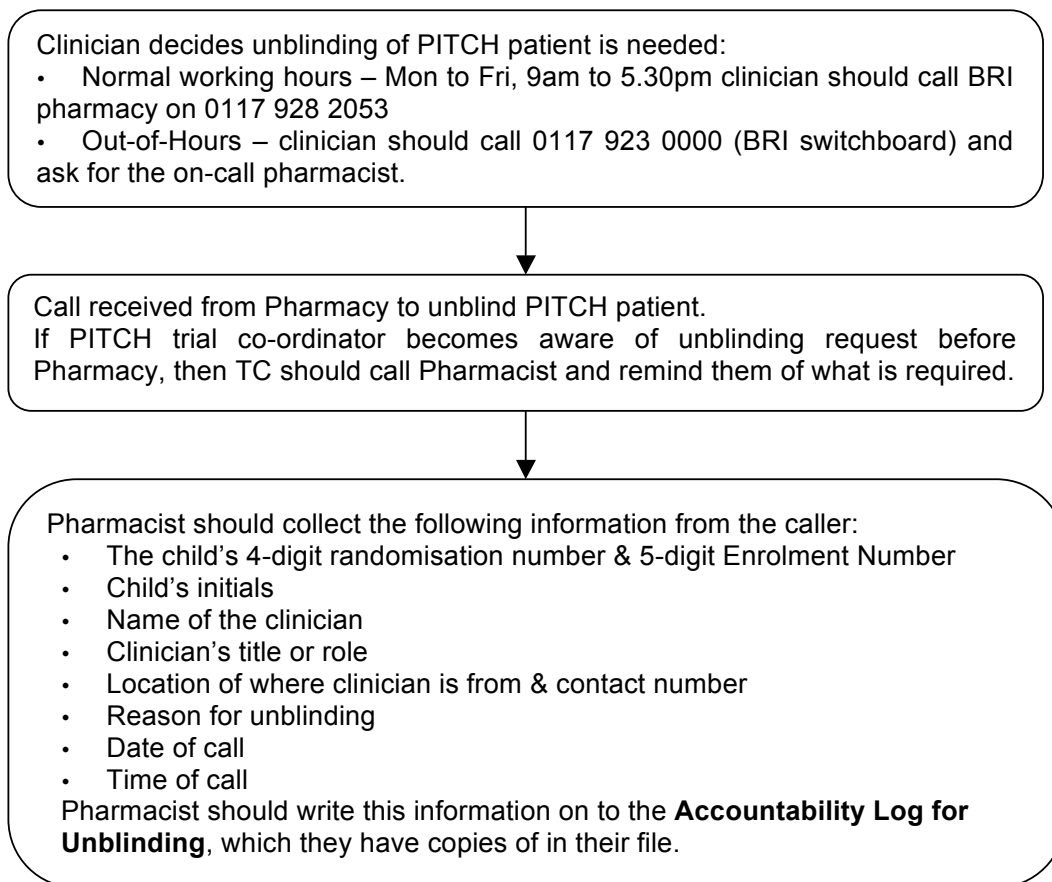 Clinician decides unblinding of PITCH patient is needed:
• Normal working hours – Mon to Fri, 9am to 5.30pm clinician should call BRI
pharmacy on 0117 928 2053
• Out-of-Hours – clinician should call 0117 923 0000 (BRI switchboard) and
ask for the on-call pharmacist.
Call received from Pharmacy to unblind PITCH patient.
If PITCH trial co-ordinator becomes aware of unblinding request before
Pharmacy, then TC should call Pharmacist and remind them of what is required.
Pharmacist should collect the following information from the caller:
• The child’s 4-digit randomisation number & 5-digit Enrolment Number
• Child’s initials
• Name of the clinician
• Clinician’s title or role
• Location of where clinician is from & contact number
• Reason for unblinding
• Date of call
• Time of call
Pharmacist should write this information on to the Accountability Log for
Unblinding, which they have copies of in their file.